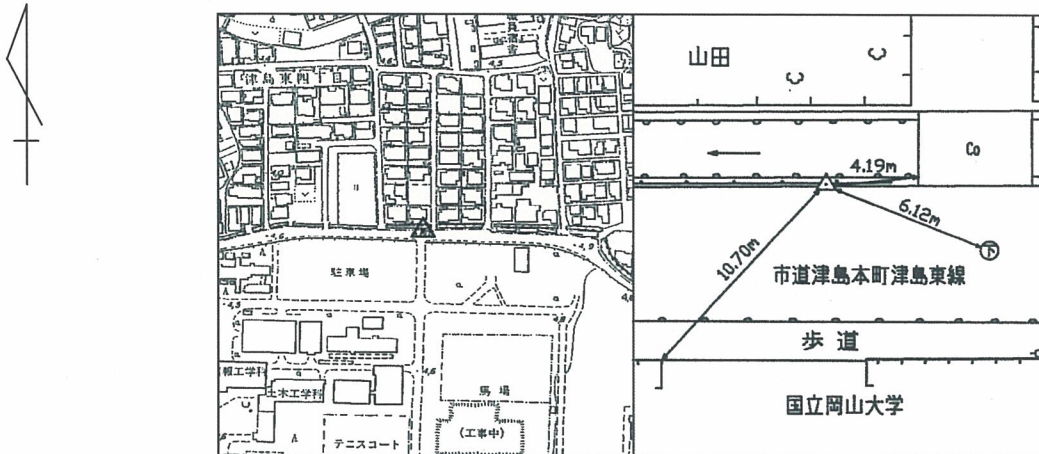 津島東四丁目
駐車場
土木工学科
馬場
(工事中)
テニスコート
山田
Co
4.19m
6.12m
10.70m
下
市道津島本町津島東線
歩道
国立岡山大学